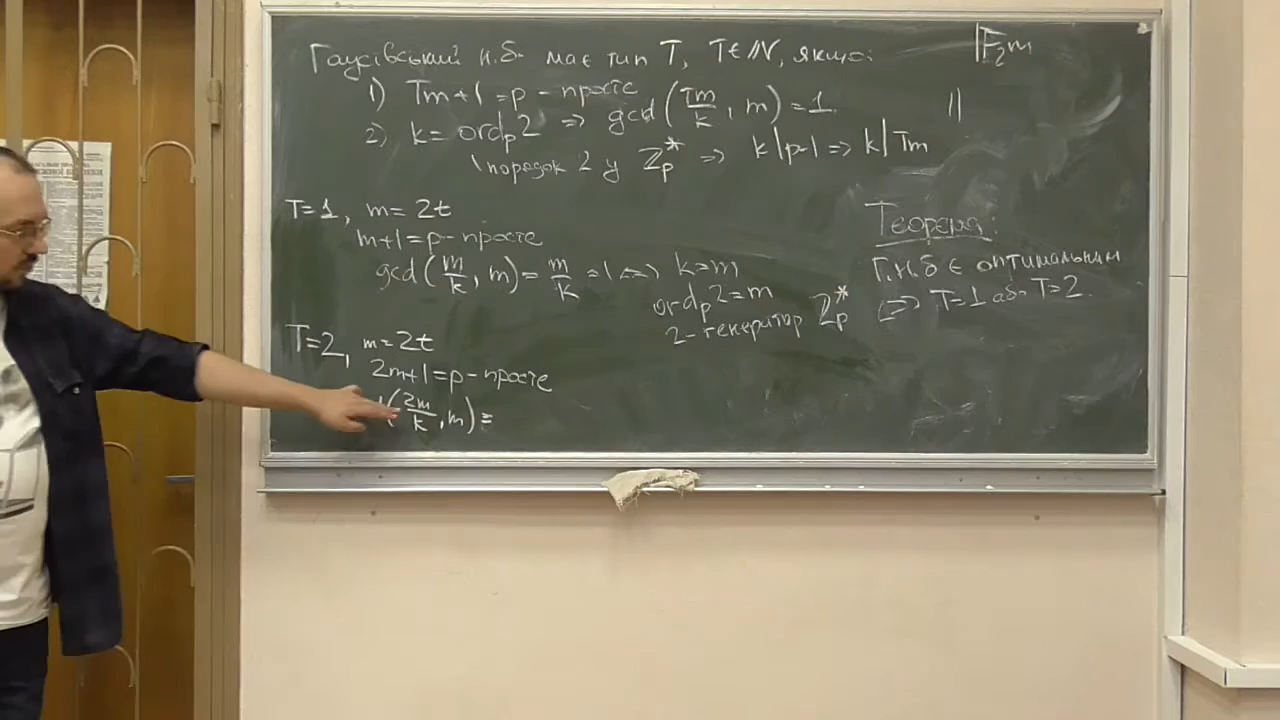 Гаусівський н.б. має тип T, T∈ℕ, якщо:
1) Tm+1=p – просте
2) k = ord_p 2 ⇒ gcd(Tm/k, m) = 1
порядок 2 у Z_p^* ⇒ k|p-1 ⇒ k|Tm
F_2^m
||
T=1, m=2t
m+1=p – просте
gcd(m/k, m) = m/k = 1 ⇔ k=m
ord_p 2=m
2 – генератор Z_p^*
T=2, m=2t
2m+1=p – просте
(2m/k, m) =
Теорема:
Г.н.б є оптимальним
⇔ T=1 або T=2